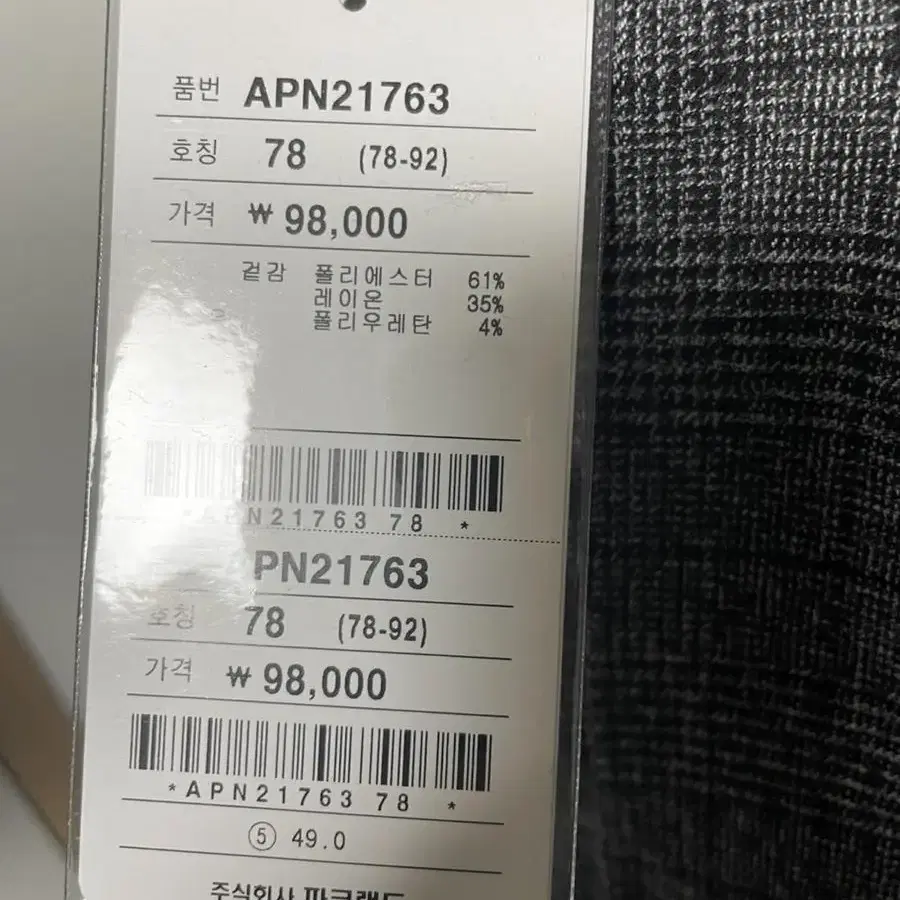 품번 APN21763
호칭 78 (78-92)
가격 ₩ 98,000
겉감 폴리에스터 61%
레이온 35%
폴리우레탄 4%
N21763 78 *
PN21763
호칭 78 (78-92)
가격 ₩ 98,000
*APN21763 78 *
⑤ 49.0
주식회사 파크랜드